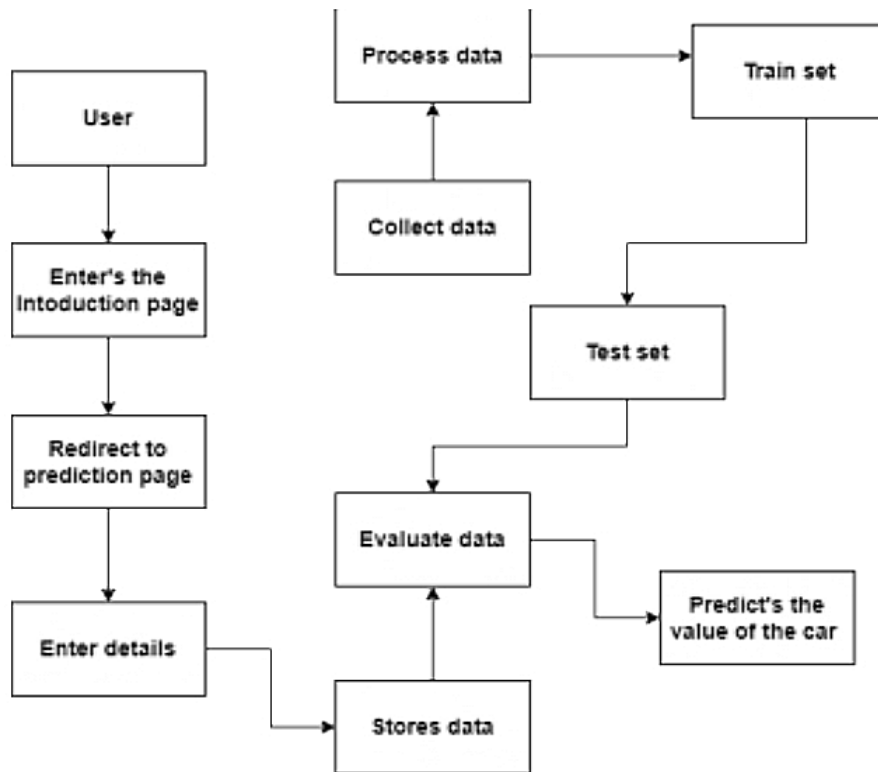 Process data
Train set
User
Collect data
Enter's the
Intoduction page
Test set
Redirect to
prediction page
Evaluate data
Predict's the
value of the car
Enter details
Stores data